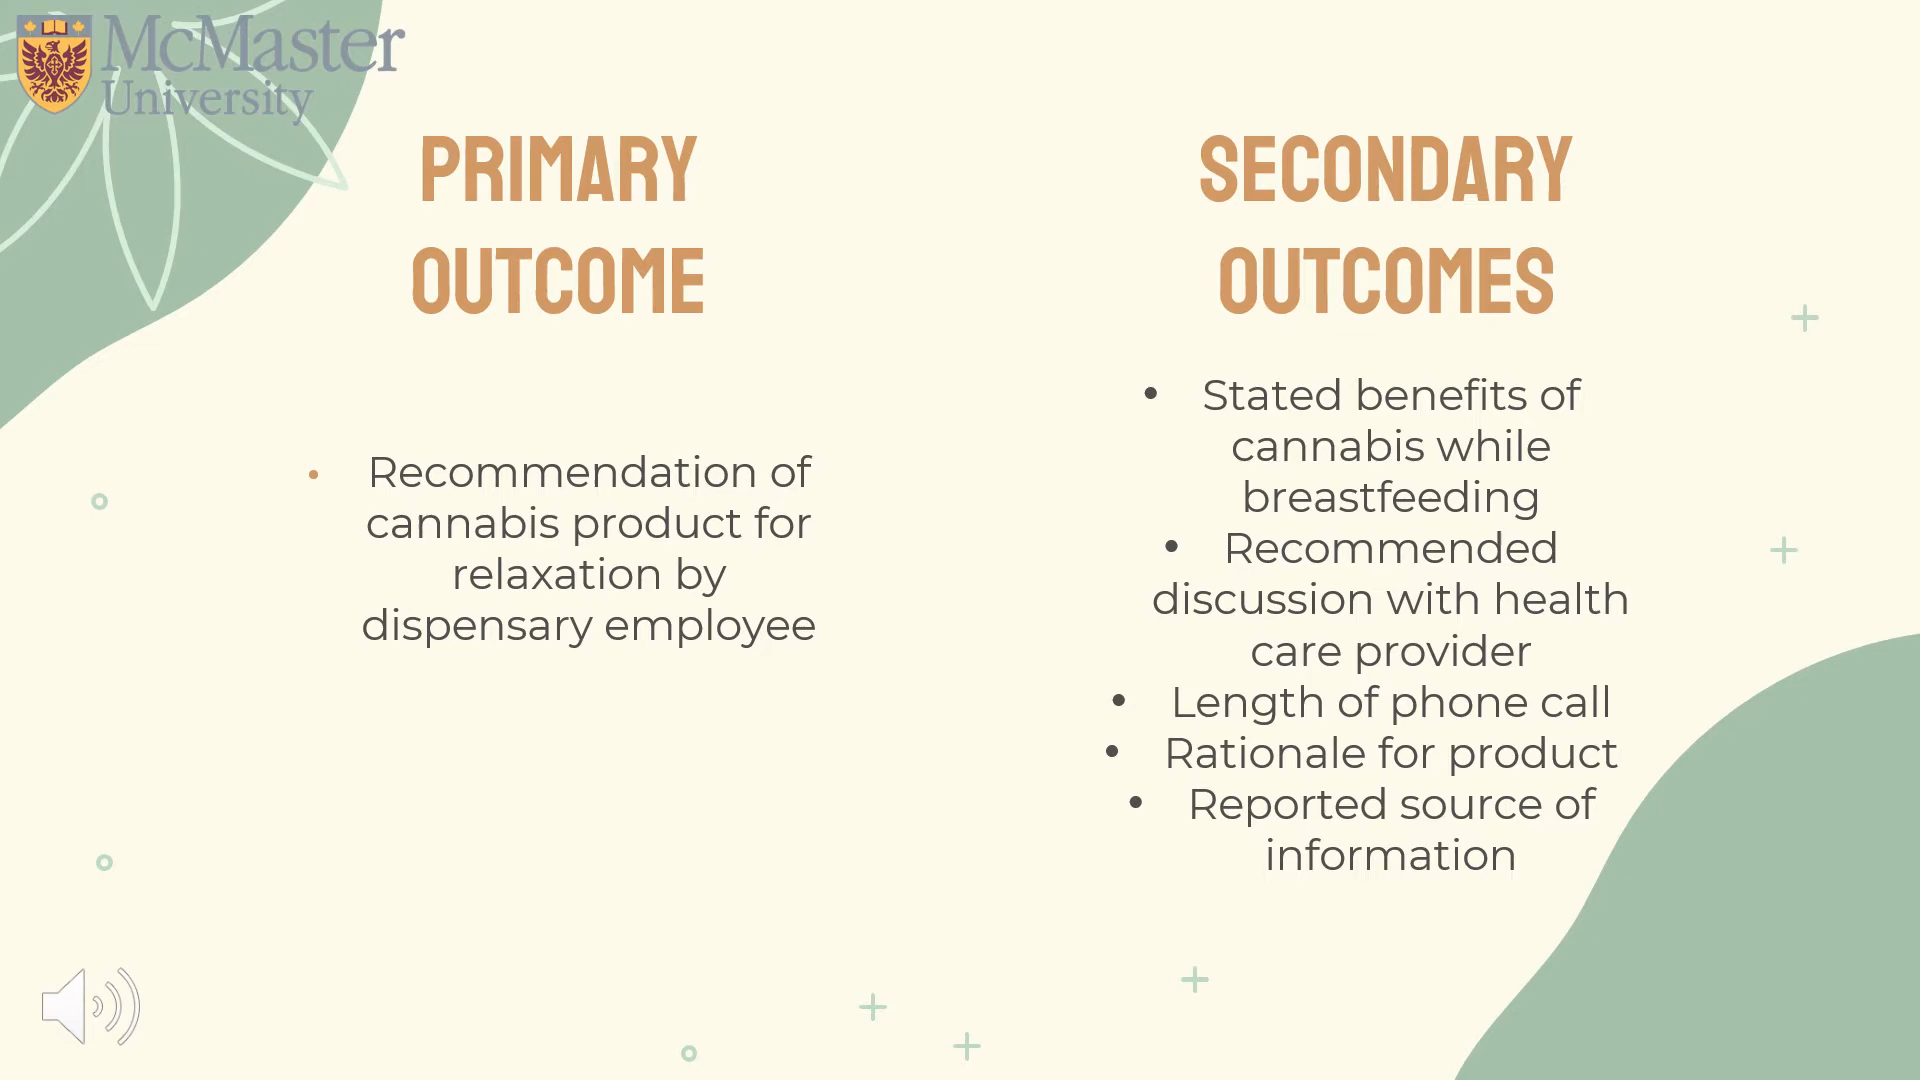 McMaster
University
PRIMARY
OUTCOME
• Recommendation of
cannabis product for
relaxation by
dispensary employee
SECONDARY
OUTCOMES
• Stated benefits of
cannabis while
breastfeeding
• Recommended
discussion with health
care provider
• Length of phone call
• Rationale for product
• Reported source of
information